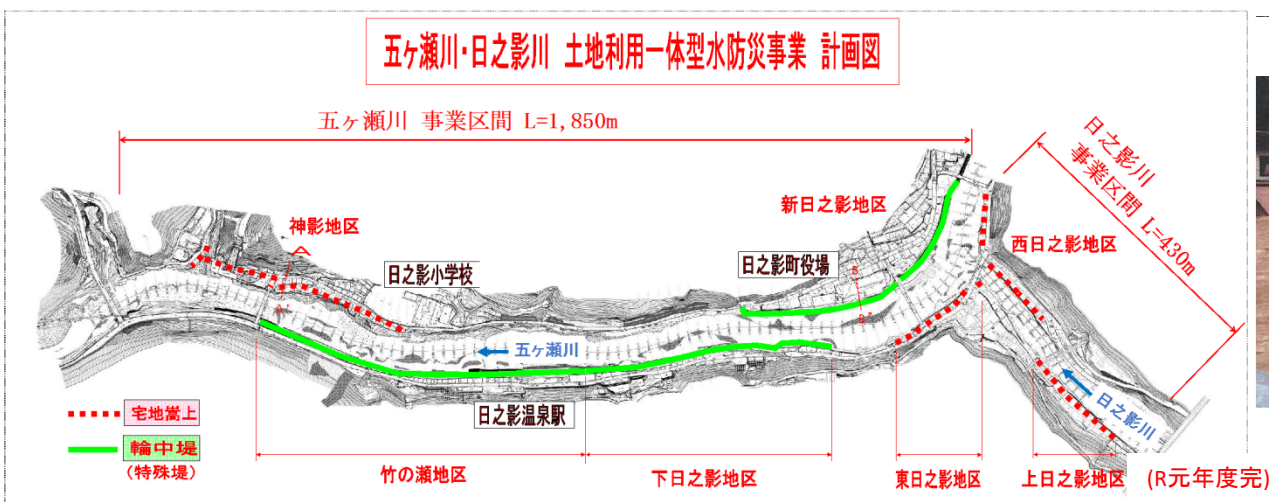 五ヶ瀬川・日之影川 土地利用一体型水防災事業 計画図
五ヶ瀬川 事業区間 L=1,850m
日之影川
事業区間 L=430m
神影地区
新日之影地区
西日之影地区
日之影小学校
日之影町役場
A
A'
B
B'
五ヶ瀬川
日之影川
日之影温泉駅
宅地嵩上
輪中堤
(特殊堤)
竹の瀬地区
下日之影地区
東日之影地区
上日之影地区
(R元年度完)